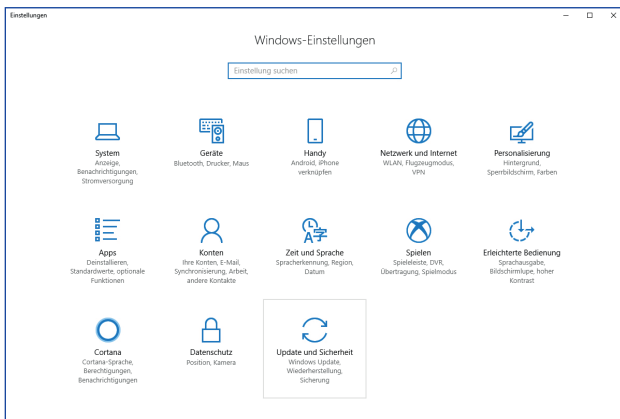 Einstellungen
Windows-Einstellungen
Einstellung suchen
System
Anzeige,
Benachrichtigungen,
Stromversorgung
Geräte
Bluetooth, Drucker, Maus
Handy
Android, iPhone
verknüpfen
Netzwerk und Internet
WLAN, Flugzeugmodus,
VPN
Personalisierung
Hintergrund,
Sperrbildschirm, Farben
Apps
Deinstallieren,
Standardwerte, optionale
Funktionen
Konten
Ihre Konten, E-Mail,
Synchronisierung, Arbeit,
andere Kontakte
Zeit und Sprache
Spracherkennung, Region,
Datum
Spielen
Spieleleiste, DVR,
Übertragung, Spielmodus
Erleichterte Bedienung
Sprachausgabe,
Bildschirmlupe, hoher
Kontrast
Cortana
Cortana-Sprache,
Berechtigungen,
Benachrichtigungen
Datenschutz
Position, Kamera
Update und Sicherheit
Windows Update,
Wiederherstellung,
Sicherung